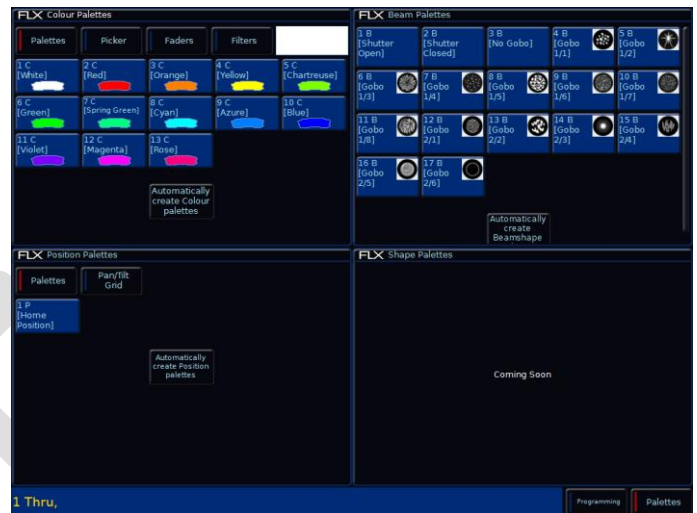 FLX Colour Palettes
Palettes Picker Faders Filters
1 C
[White]
2 C
[Red]
3 C
[Orange]
4 C
[Yellow]
5 C
[Chartreuse]
6 C
[Green]
7 C
[Spring Green]
8 C
[Cyan]
9 C
[Azure]
10 C
[Blue]
11 C
[Violet]
12 C
[Magenta]
13 C
[Rose]
Automatically
create Colour
palettes
FLX Beam Palettes
1 B
[Shutter
Open]
2 B
[Shutter
Closed]
3 B
[No Gobo]
4 B
[Gobo
1/1]
5 B
[Gobo
1/2]
6 B
[Gobo
1/3]
7 B
[Gobo
1/4]
8 B
[Gobo
1/5]
9 B
[Gobo
1/6]
10 B
[Gobo
1/7]
11 B
[Gobo
1/8]
12 B
[Gobo
2/1]
13 B
[Gobo
2/2]
14 B
[Gobo
2/3]
15 B
[Gobo
2/4]
16 B
[Gobo
2/5]
17 B
[Gobo
2/6]
Automatically
create
Beamshape
FLX Position Palettes
Palettes
Pan/Tilt
Grid
1 P
[Home
Position]
Automatically
create Position
palettes
FLX Shape Palettes
Coming Soon
1 Thru,
Programming
Palettes